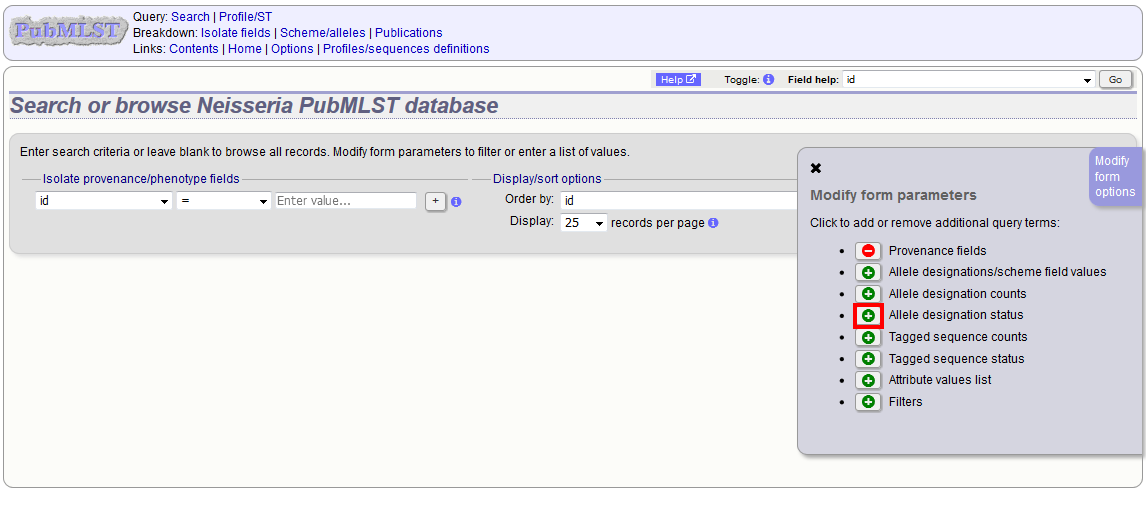 PubMLST
Query: Search | Profile/ST
Breakdown: Isolate fields | Scheme/alleles | Publications
Links: Contents | Home | Options | Profiles/sequences definitions
Help Toggle: i Field help: id Go
Search or browse Neisseria PubMLST database
Enter search criteria or leave blank to browse all records. Modify form parameters to filter or enter a list of values.
Isolate provenance/phenotype fields
id = Enter value... + i
Display/sort options
Order by: id
Display: 25 records per page i
Modify
form
options
Modify form parameters
Click to add or remove additional query terms:
Provenance fields
Allele designations/scheme field values
Allele designation counts
Allele designation status
Tagged sequence counts
Tagged sequence status
Attribute values list
Filters